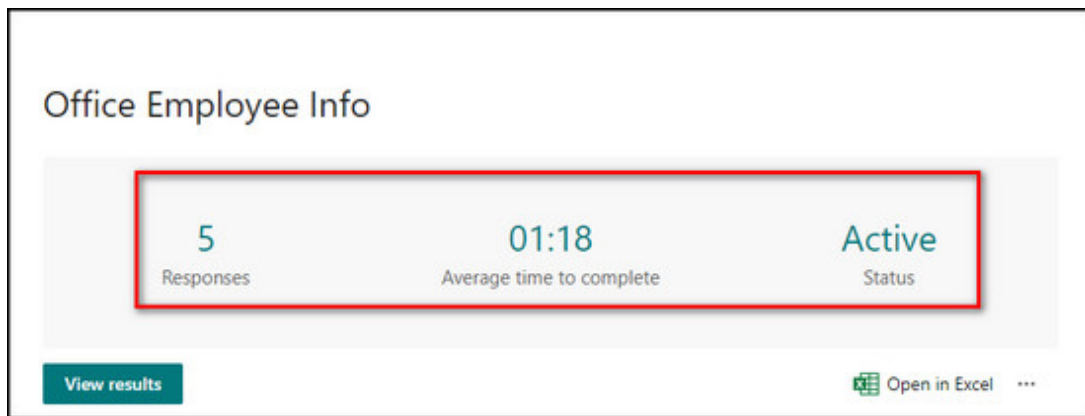 Office Employee Info
5 01:18 Active
Responses Average time to complete Status
View results Open in Excel ...